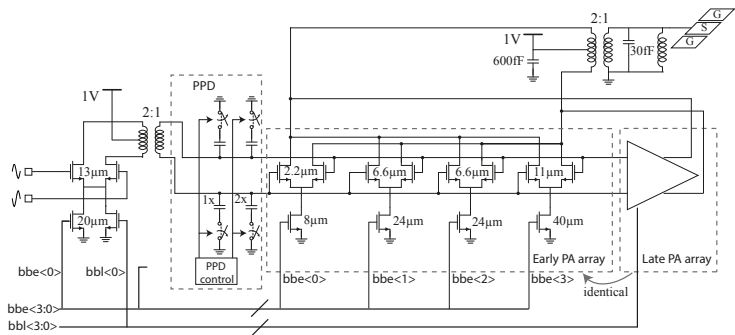 G
S
G
2:1
1V
30fF
600fF
1V
2:1
PPD
13µm
20µm
1x
2x
PPD
control
2.2µm
6.6µm
6.6µm
11µm
8µm
24µm
24µm
40µm
bbe<0>
bbl<0>
bbe<0>
bbe<1>
bbe<2>
bbe<3>
Early PA array
Late PA array
identical
bbe<3:0>
bbl<3:0>